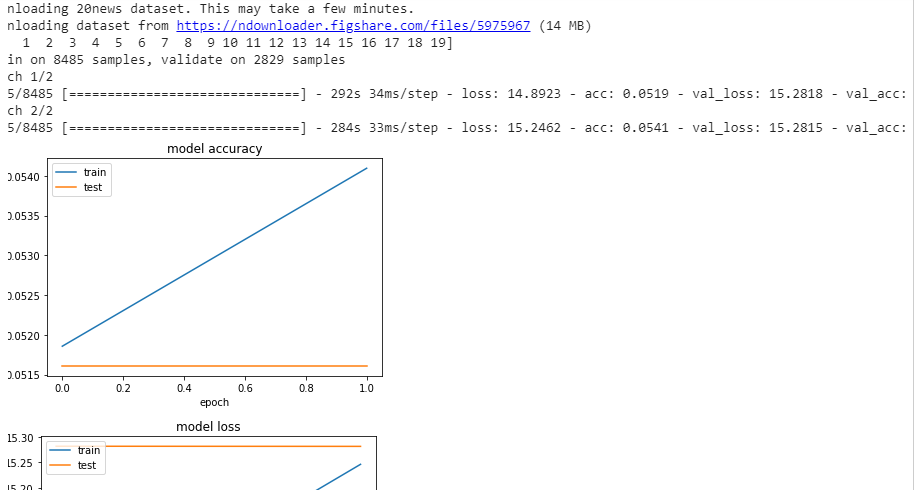 nloading 20news dataset. This may take a few minutes.
nloading dataset from https://ndownloader.figshare.com/files/5975967 (14 MB)
1 2 3 4 5 6 7 8 9 10 11 12 13 14 15 16 17 18 19]
in on 8485 samples, validate on 2829 samples
ch 1/2
5/8485 [==============================] - 292s 34ms/step - loss: 14.8923 - acc: 0.0519 - val_loss: 15.2818 - val_acc:
ch 2/2
5/8485 [==============================] - 284s 33ms/step - loss: 15.2462 - acc: 0.0541 - val_loss: 15.2815 - val_acc:
model accuracy
train
test
0.0540
0.0535
0.0530
0.0525
0.0520
0.0515
0.0 0.2 0.4 0.6 0.8 1.0
epoch
model loss
train
test
15.30
15.25
15.20